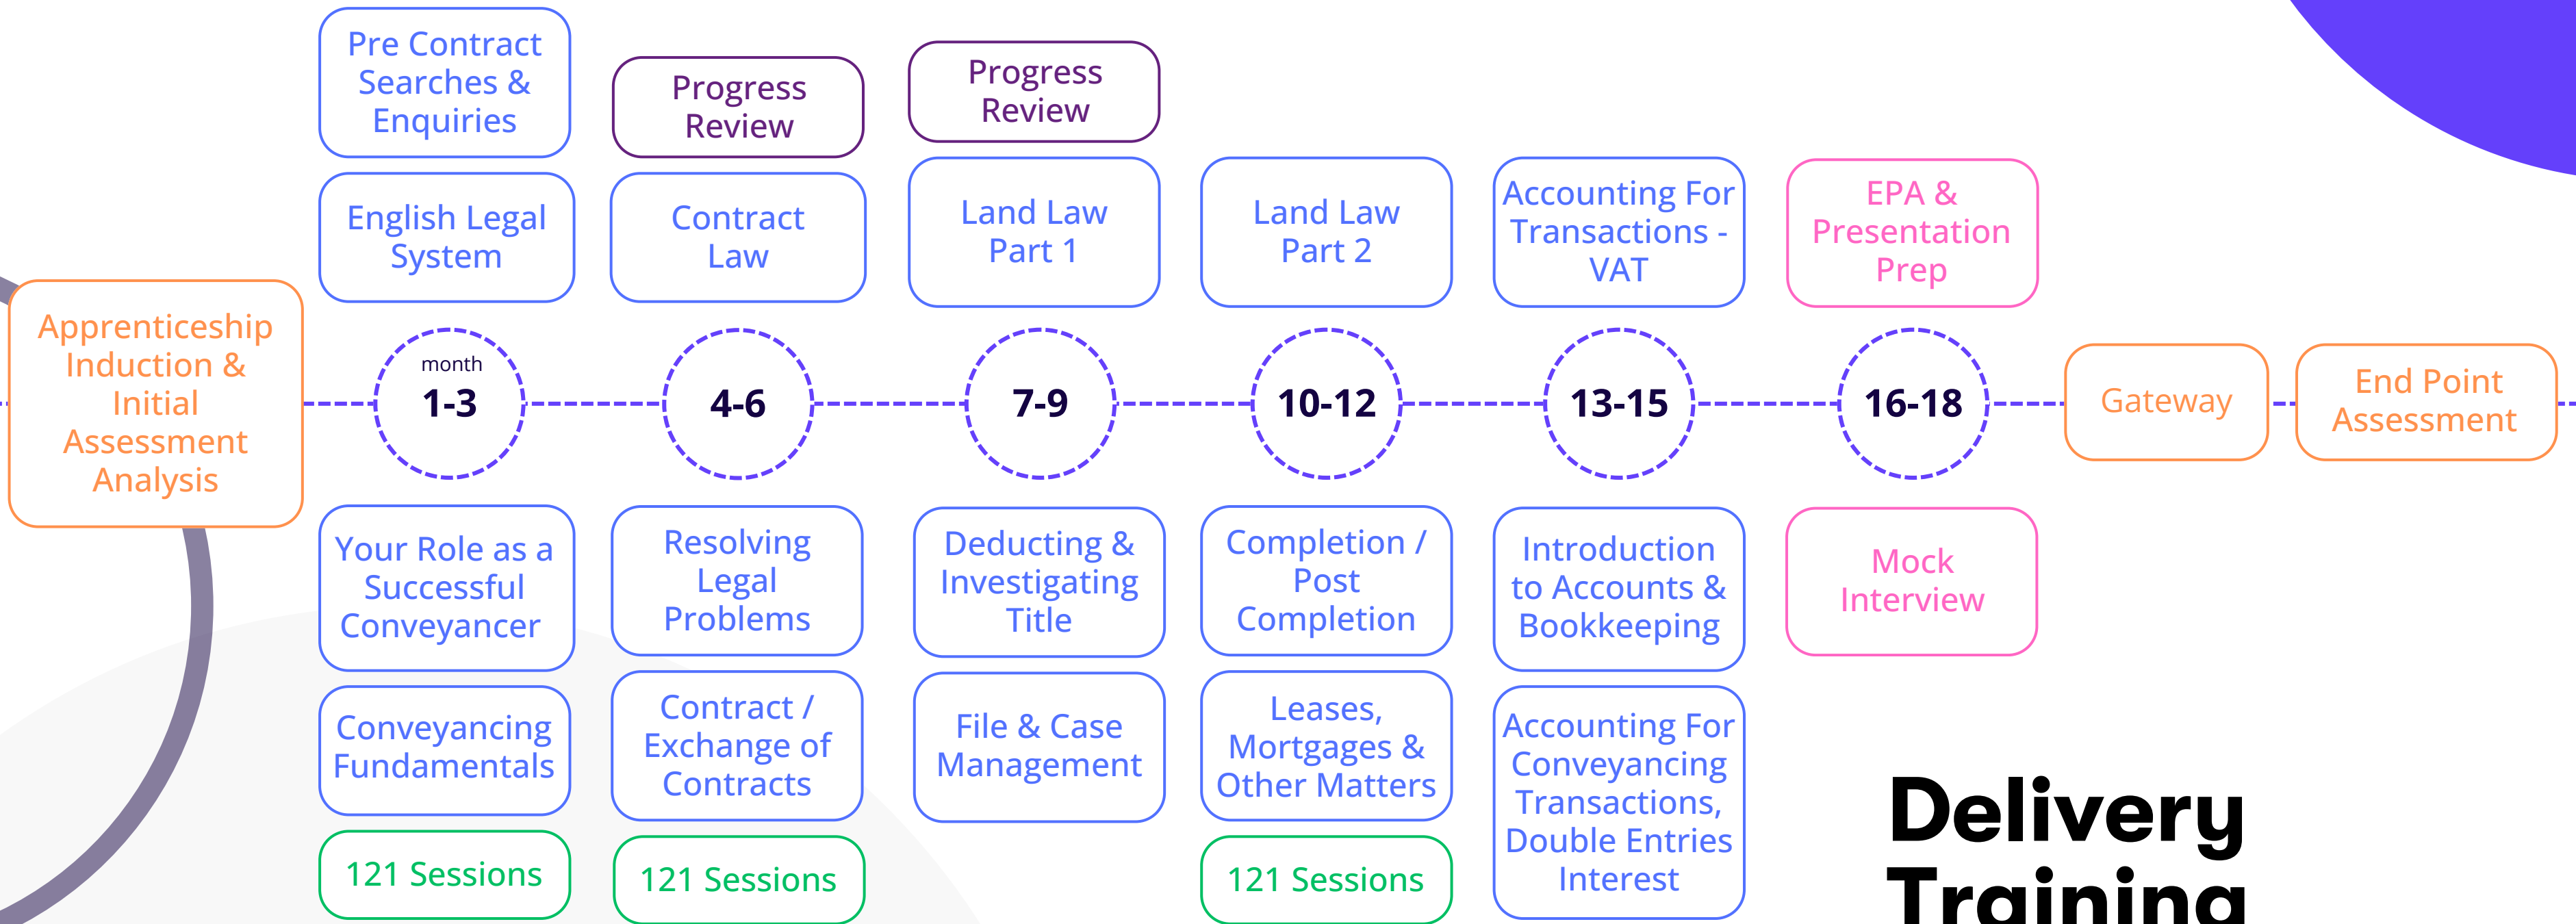 Pre Contract
Searches &
Enquiries
English Legal
System
Progress
Review
Contract
Law
Progress
Review
Land Law
Part 1
Land Law
Part 2
Accounting For
Transactions -
VAT
EPA &
Presentation
Prep
Apprenticeship
Induction &
Initial
Assessment
Analysis
month
1-3
4-6
7-9
10-12
13-15
16-18
Gateway
End Point
Assessment
Your Role as a
Successful
Conveyancer
Conveyancing
Fundamentals
121 Sessions
Resolving
Legal
Problems
Contract /
Exchange of
Contracts
121 Sessions
Deducting &
Investigating
Title
File & Case
Management
Completion /
Post
Completion
Leases,
Mortgages &
Other Matters
121 Sessions
Introduction
to Accounts &
Bookkeeping
Accounting For
Conveyancing
Transactions,
Double Entries
Interest
Mock
Interview
Delivery
Training